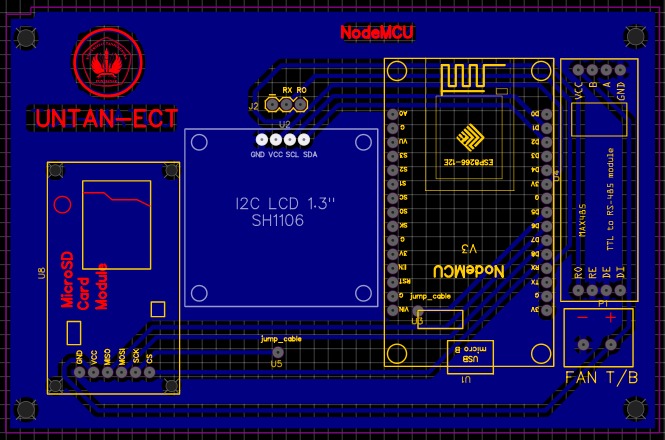 NodeMCU
UNTAN-ECT
J2
RX RO
U2
GND VCC SCL SDA
I2C LCD 1.3"
SH1106
U8
MicroSD
Card
Module
GND
VCC
MISO
MOSI
SCK
CS
jump_cable
U5
A0
G
VU
S3
S2
S1
SC
S0
SK
G
3V
EN
RST
G
VIN
D0
D1
D2
D3
D4
3V
G
D5
D6
D7
D8
RX
TX
G
3V
ESP8266-12E
V3
NodeMCU
jump_cable
U3
USB
micro B
U1
U4
VCC
B
A
GND
MAX485
TTL to RS-485 module
RO
RE
DE
DI
P1
- +
FAN T/B